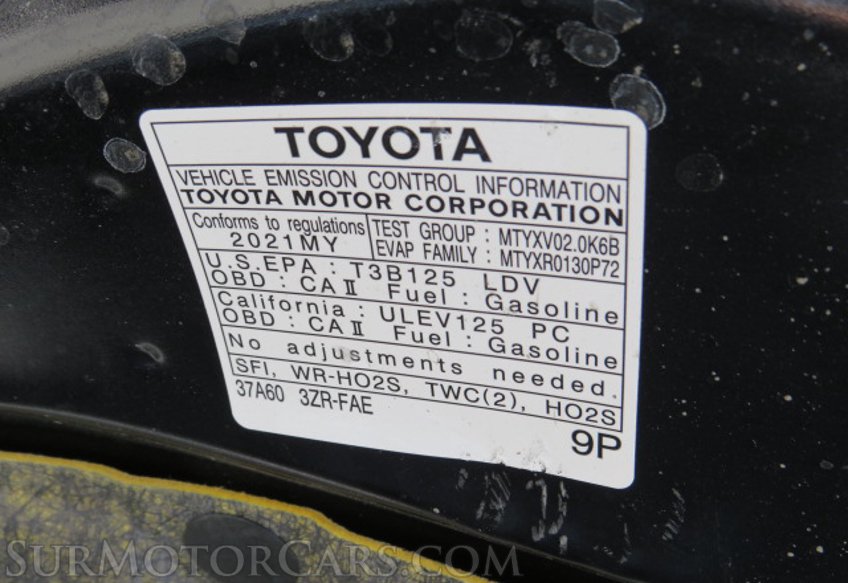 TOYOTA
VEHICLE EMISSION CONTROL INFORMATION
TOYOTA MOTOR CORPORATION
Conforms to regulations
2021MY
TEST GROUP : MTYXV02.0K6B
EVAP FAMILY : MTYXR0130P72
U.S.EPA : T3B125 LDV
OBD : CAⅡ Fuel : Gasoline
California : ULEV125 PC
OBD : CAⅡ Fuel : Gasoline
No adjustments needed.
SFI, WR-HO2S, TWC(2), HO2S
37A60 3ZR-FAE
9P
SurMotorCars.com